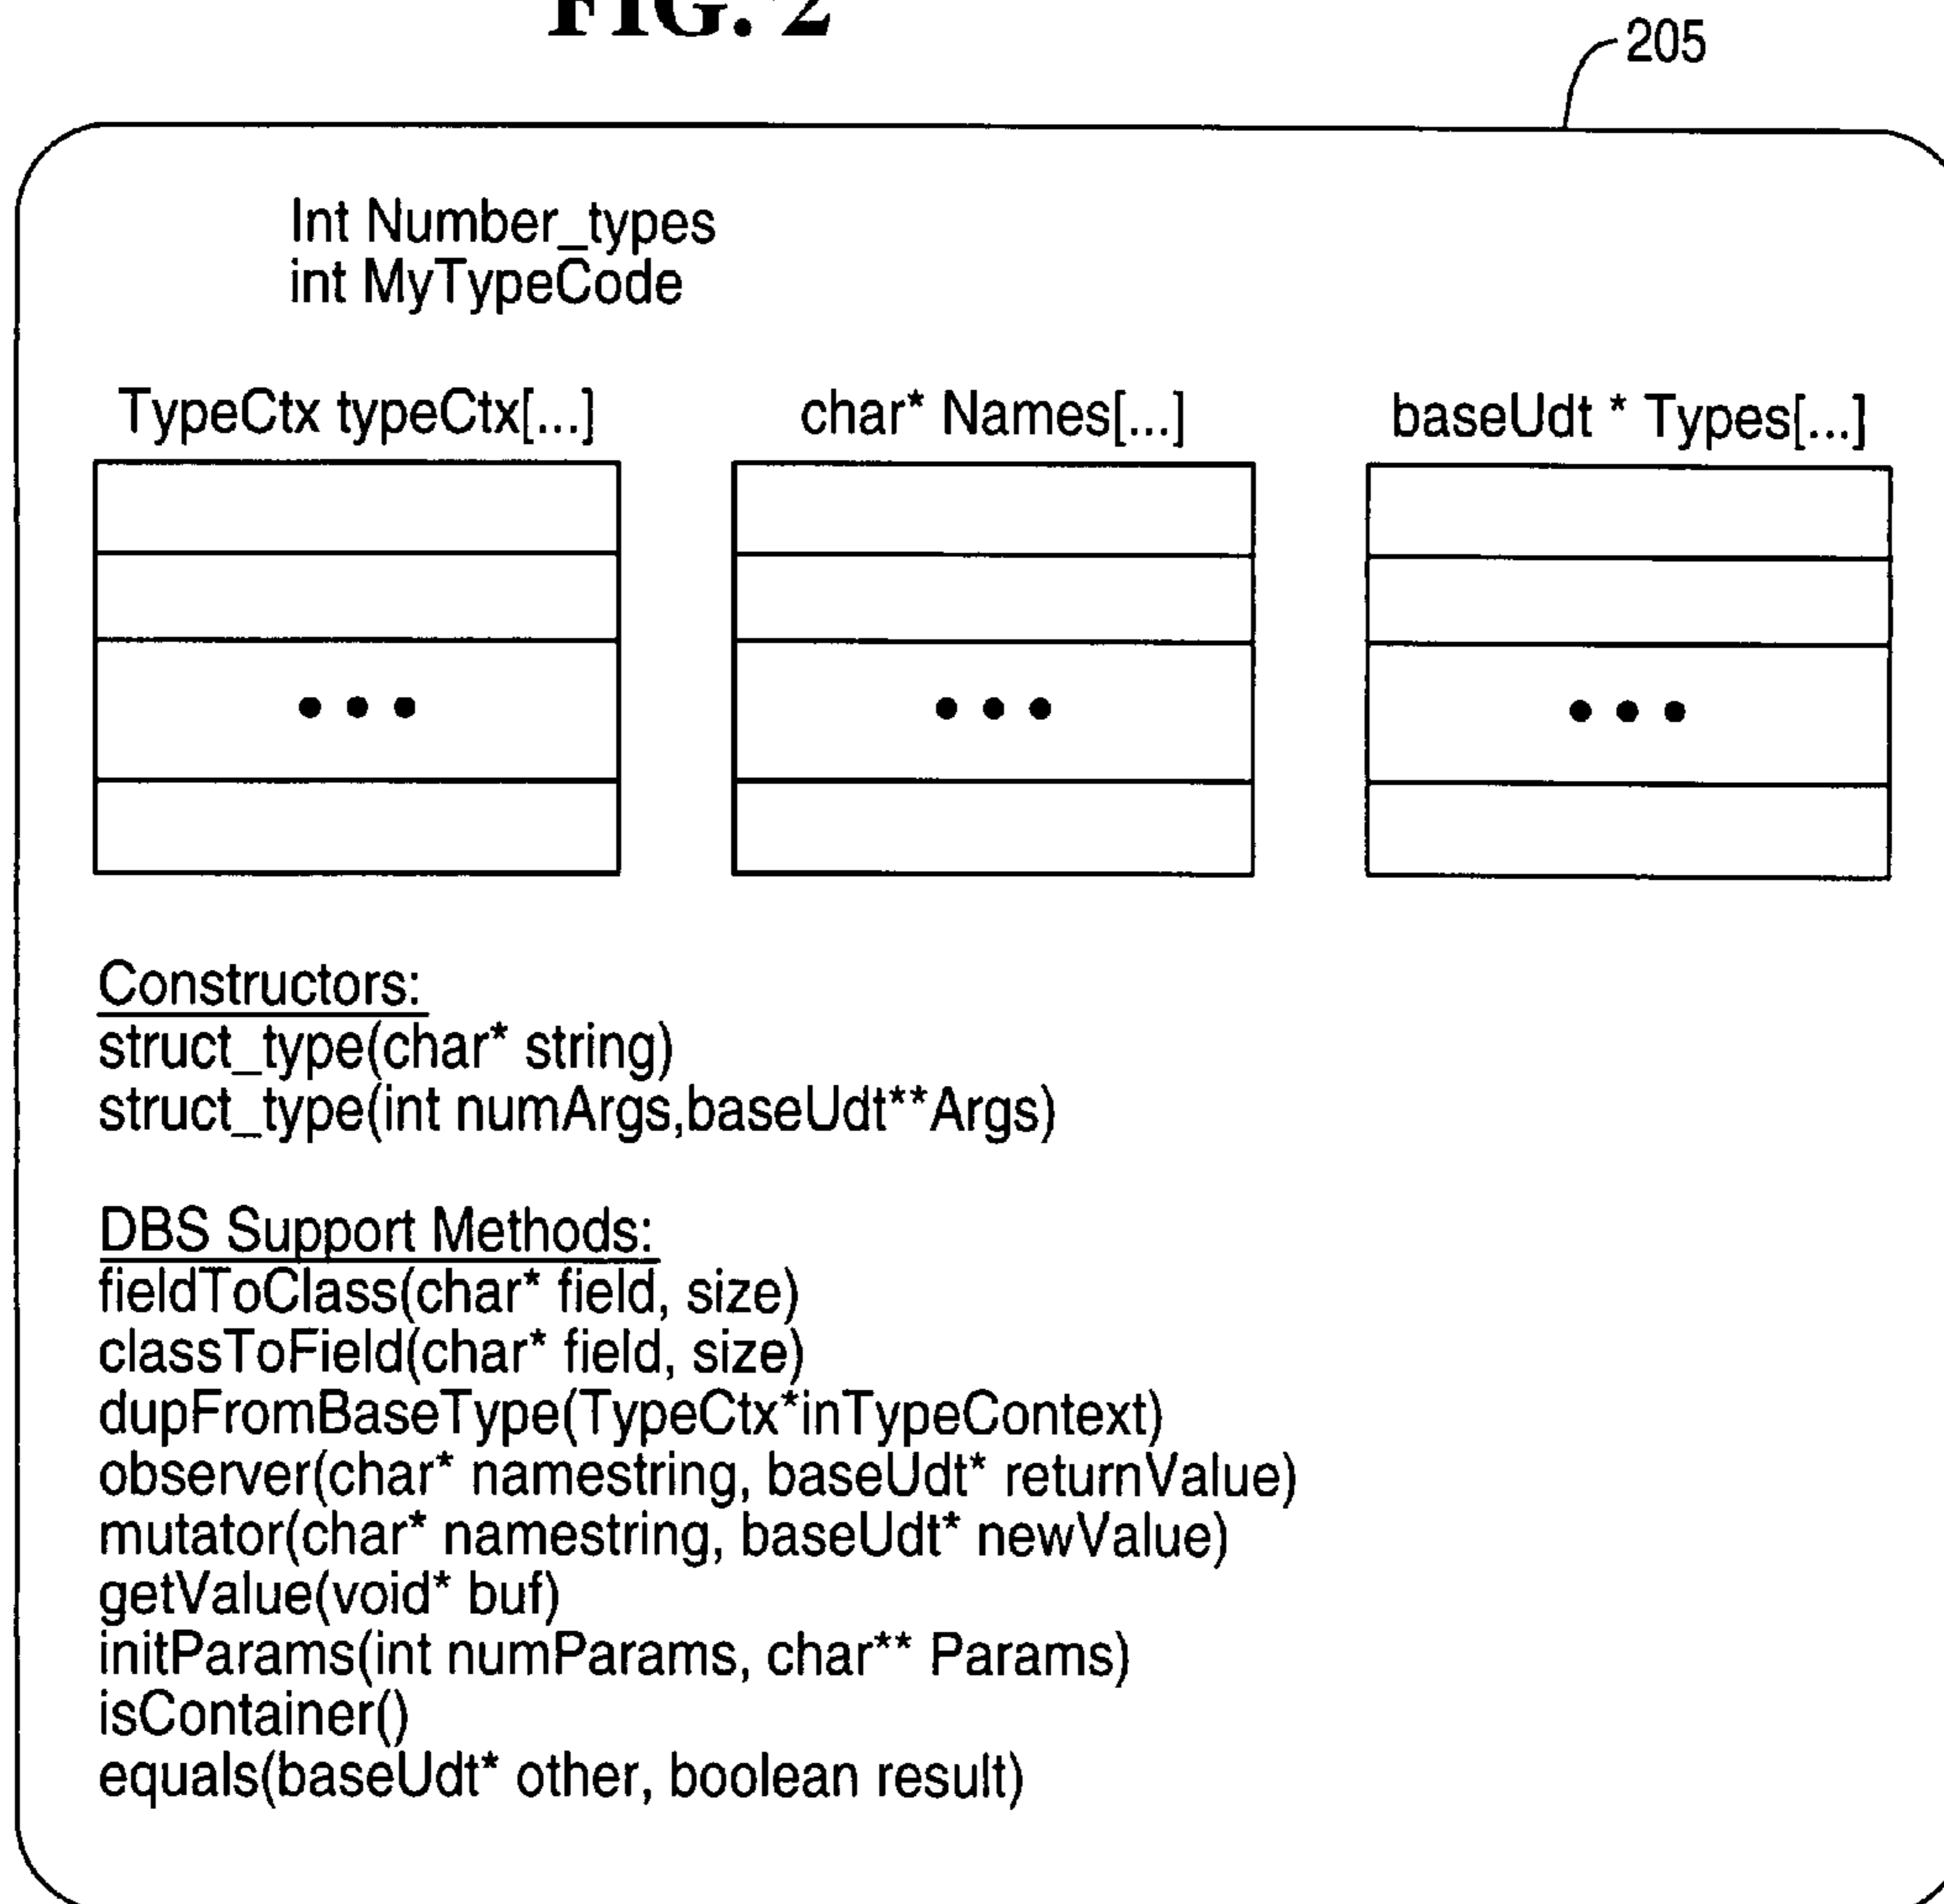 FIG. 2
205
Int Number_types
int MyTypeCode
TypeCtx typeCtx[...] char* Names[...] baseUdt * Types[...]
Constructors:
struct_type(char* string)
struct_type(int numArgs,baseUdt**Args)
DBS Support Methods:
fieldToClass(char* field, size)
classToField(char* field, size)
dupFromBaseType(TypeCtx*inTypeContext)
observer(char* namestring, baseUdt* returnValue)
mutator(char* namestring, baseUdt* newValue)
getValue(void* buf)
initParams(int numParams, char** Params)
isContainer()
equals(baseUdt* other, boolean result)